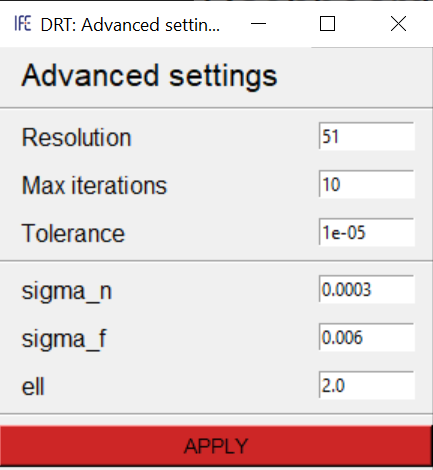 IFE DRT: Advanced settin...
Advanced settings
Resolution 51
Max iterations 10
Tolerance 1e-05
sigma_n 0.0003
sigma_f 0.006
ell 2.0
APPLY